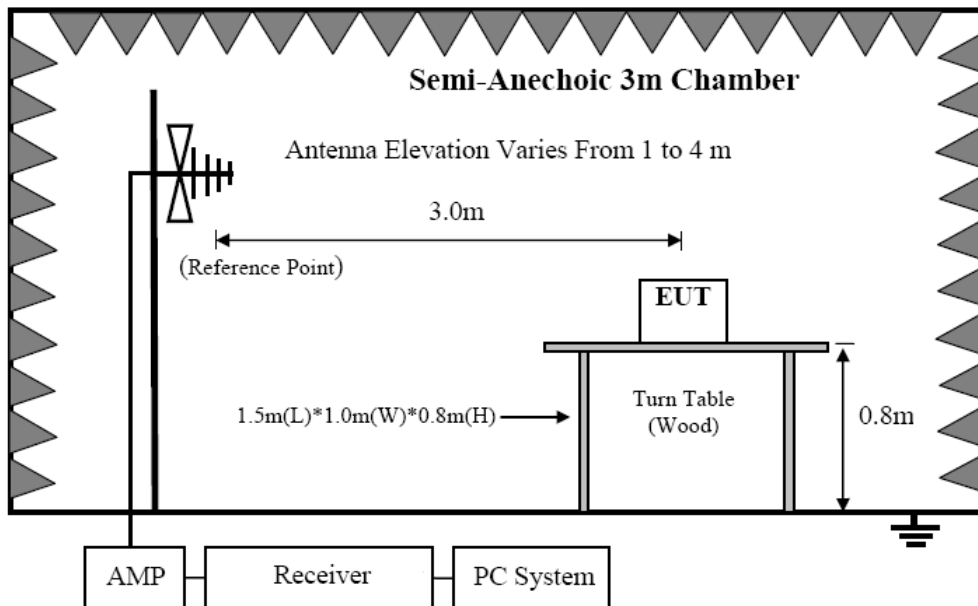 Semi-Anechoic 3m Chamber
Antenna Elevation Varies From 1 to 4 m
3.0m
(Reference Point)
EUT
1.5m(L)*1.0m(W)*0.8m(H)
Turn Table
(Wood)
0.8m
AMP
Receiver
PC System